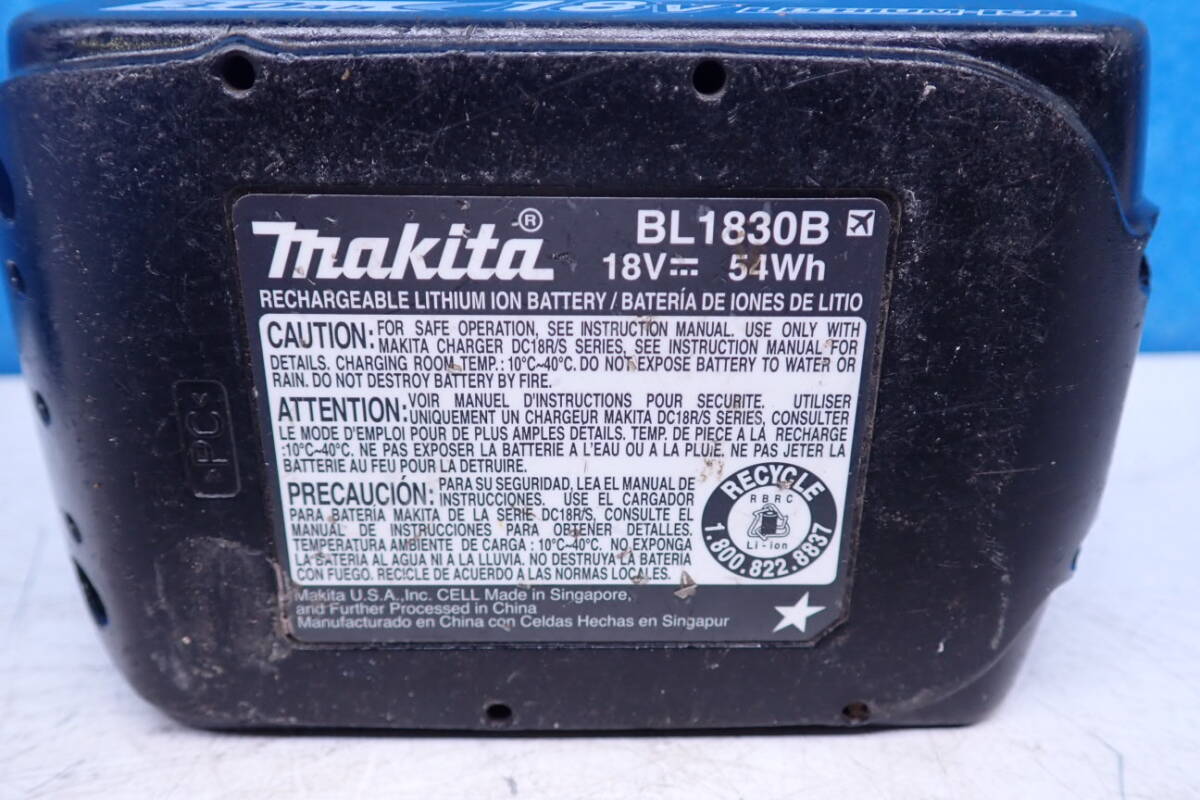 18V
makita®
BL1830B
18V 54Wh
RECHARGEABLE LITHIUM ION BATTERY / BATERÍA DE IONES DE LITIO
CAUTION: FOR SAFE OPERATION, SEE INSTRUCTION MANUAL. USE ONLY WITH
MAKITA CHARGER DC18R/S SERIES, SEE INSTRUCTION MANUAL FOR
DETAILS. CHARGING ROOM TEMP.: 10°C~40°C. DO NOT EXPOSE BATTERY TO WATER OR
RAIN. DO NOT DESTROY BATTERY BY FIRE.
ATTENTION: VOIR MANUEL D'INSTRUCTIONS POUR SECURITE. UTILISER
UNIQUEMENT UN CHARGEUR MAKITA DC18R/S SERIES, CONSULTER
LE MODE D'EMPLOI POUR DE PLUS AMPLES DÉTAILS. TEMP. DE PIECE A LÁ RECHARGE
:10°C~40°C. NE PAS EXPOSER LA BATTERIE A L'EAU OU A LA PLUIE. NE PAS JETER LA
BATTERIE AU FEU POUR LA DETRUIRE.
PRECAUCIÓN: PARA SU SEGURIDAD, LEA EL MANUAL DE
INSTRUCCIONES. USE EL CARGADOR
PARA BATERÍA MAKITA DE LA SERIE DC18R/S, CONSULTE EL
MANUAL DE INSTRUCCIONES PARA OBTENER DETALLES.
TEMPERATURA AMBIENTE DE CARGA : 10°C~40°C. NO EXPONGA
LA BATERIA AL AGUA NI A LA LLUVIA. NO DESTRUYA LA BATERIA
CON FUEGO. RECICLE DE ACUERDO A LAS NORMAS LOCALES.
RECYCLE
RBRC
Li-ion
1.800.822.8837
Makita U.S.A.,Inc. CELL Made in Singapore,
and Further Processed in China
Manufacturado en China con Celdas Hechas en Singapur
>PC<